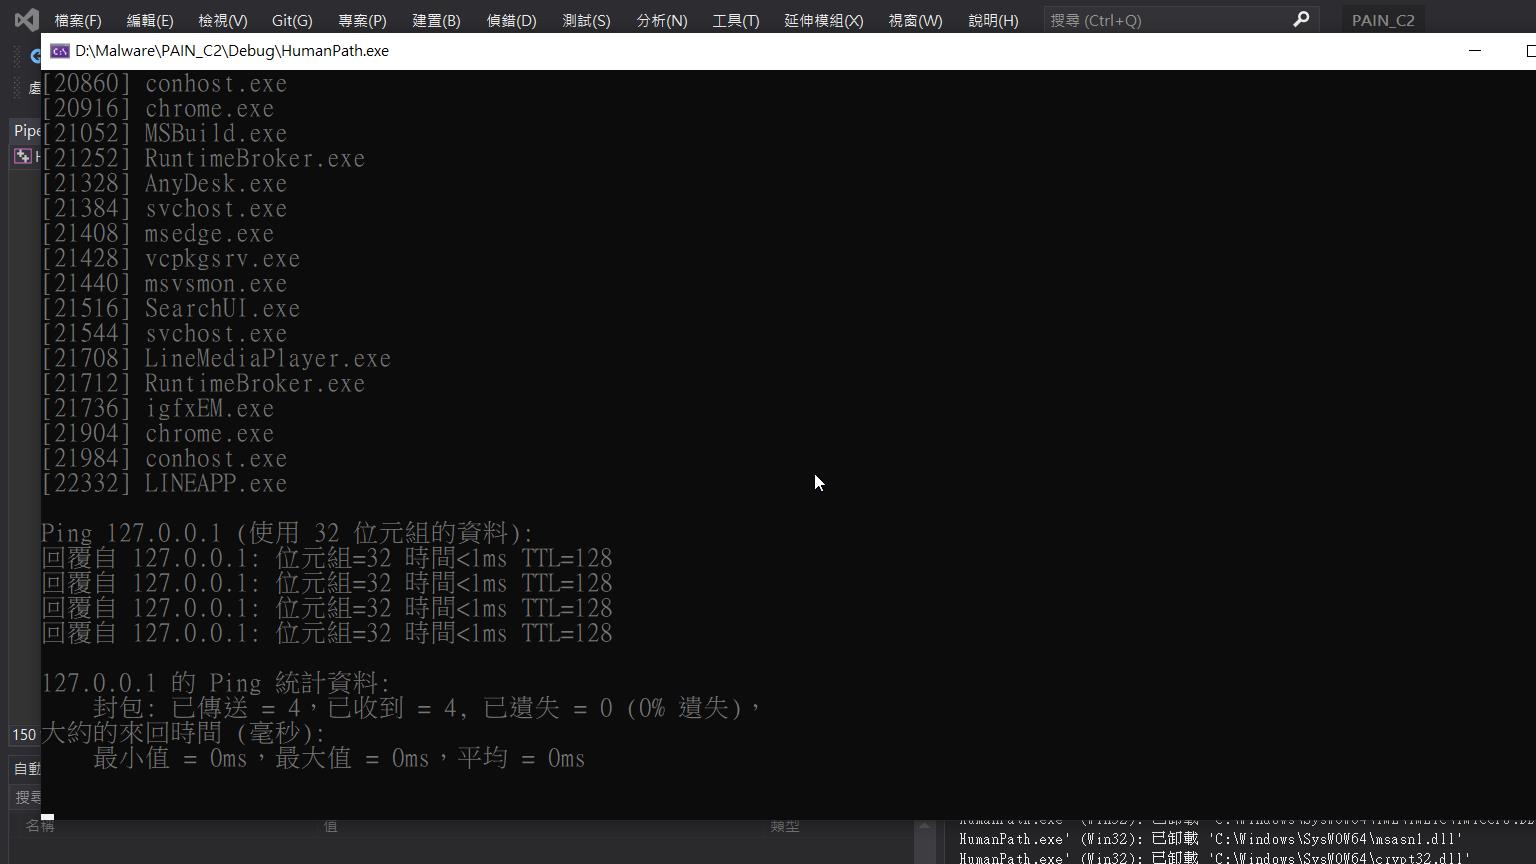 檔案(F) 編輯(E) 檢視(V) Git(G) 專案(P) 建置(B) 偵錯(D) 測試(S) 分析(N) 工具(T) 延伸模組(X) 視窗(W) 說明(H) 搜尋 (Ctrl+Q) PAIN_C2
D:\Malware\PAIN_C2\Debug\HumanPath.exe
處
Pipe
[20860] conhost.exe
[20916] chrome.exe
[21052] MSBuild.exe
[21252] RuntimeBroker.exe
[21328] AnyDesk.exe
[21384] svchost.exe
[21408] msedge.exe
[21428] vcpkgsrv.exe
[21440] msvsmon.exe
[21516] SearchUI.exe
[21544] svchost.exe
[21708] LineMediaPlayer.exe
[21712] RuntimeBroker.exe
[21736] igfxEM.exe
[21904] chrome.exe
[21984] conhost.exe
[22332] LINEAPP.exe
Ping 127.0.0.1 (使用 32 位元組的資料):
回覆自 127.0.0.1: 位元組=32 時間<1ms TTL=128
回覆自 127.0.0.1: 位元組=32 時間<1ms TTL=128
回覆自 127.0.0.1: 位元組=32 時間<1ms TTL=128
回覆自 127.0.0.1: 位元組=32 時間<1ms TTL=128
127.0.0.1 的 Ping 統計資料:
封包: 已傳送 = 4，已收到 = 4, 已遺失 = 0 (0% 遺失)，
大約的來回時間 (毫秒):
最小值 = 0ms，最大值 = 0ms，平均 = 0ms
150
自動
搜尋
名稱 值 類型
HumanPath.exe' (Win32): 已卸載 'C:\Windows\SysWOW64\msasn1.dll'
HumanPath.exe' (Win32): 已卸載 'C:\Windows\SysWOW64\crypt32.dll'